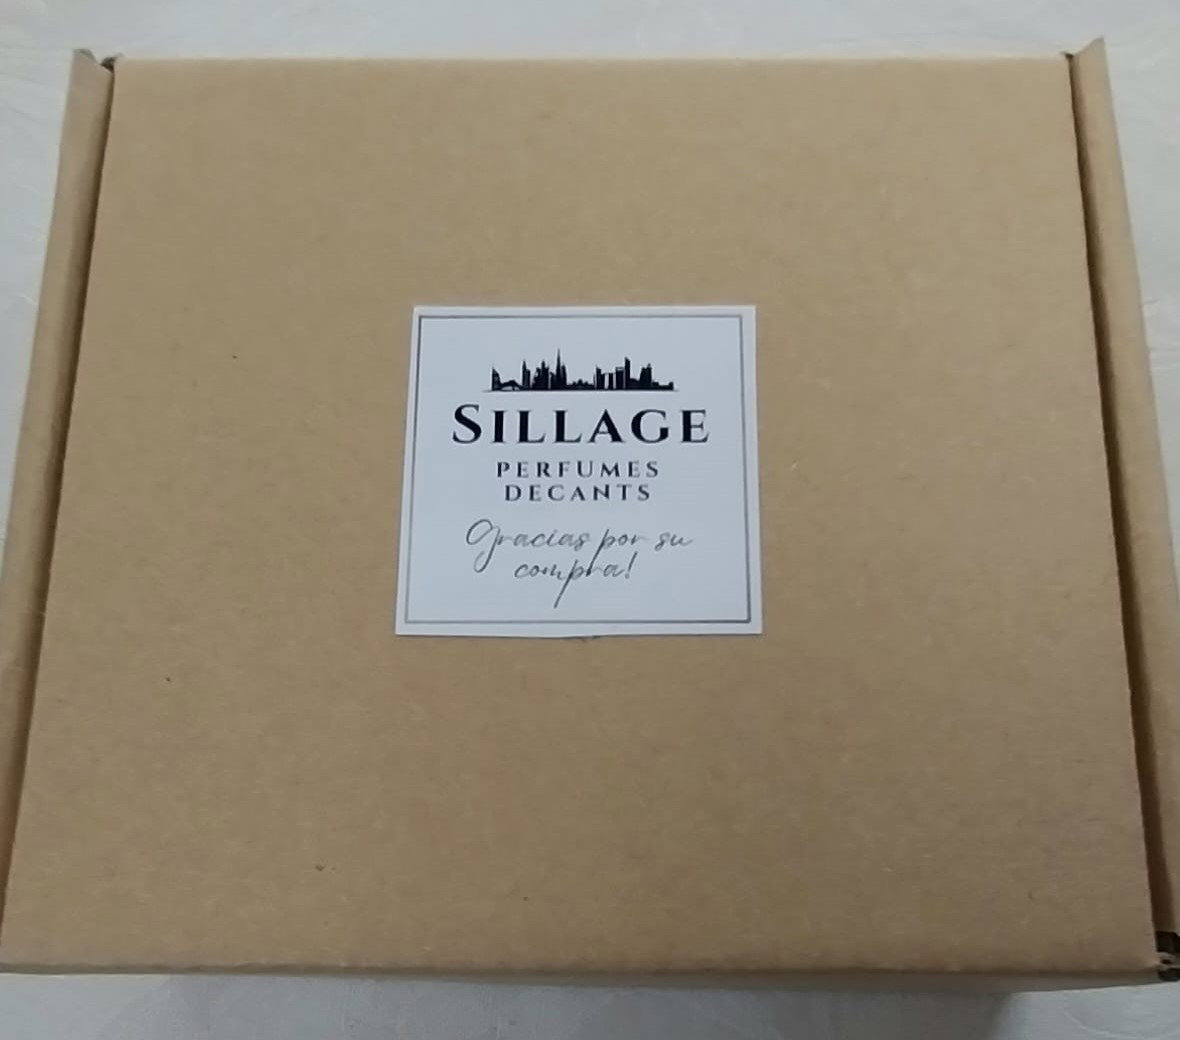 SILLAGE
PERFUMES
DECANTS
Gracias por su
compra!